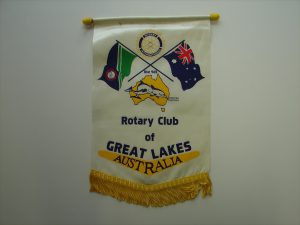 Rotary Club
of
GREAT LAKES
AUSTRALIA